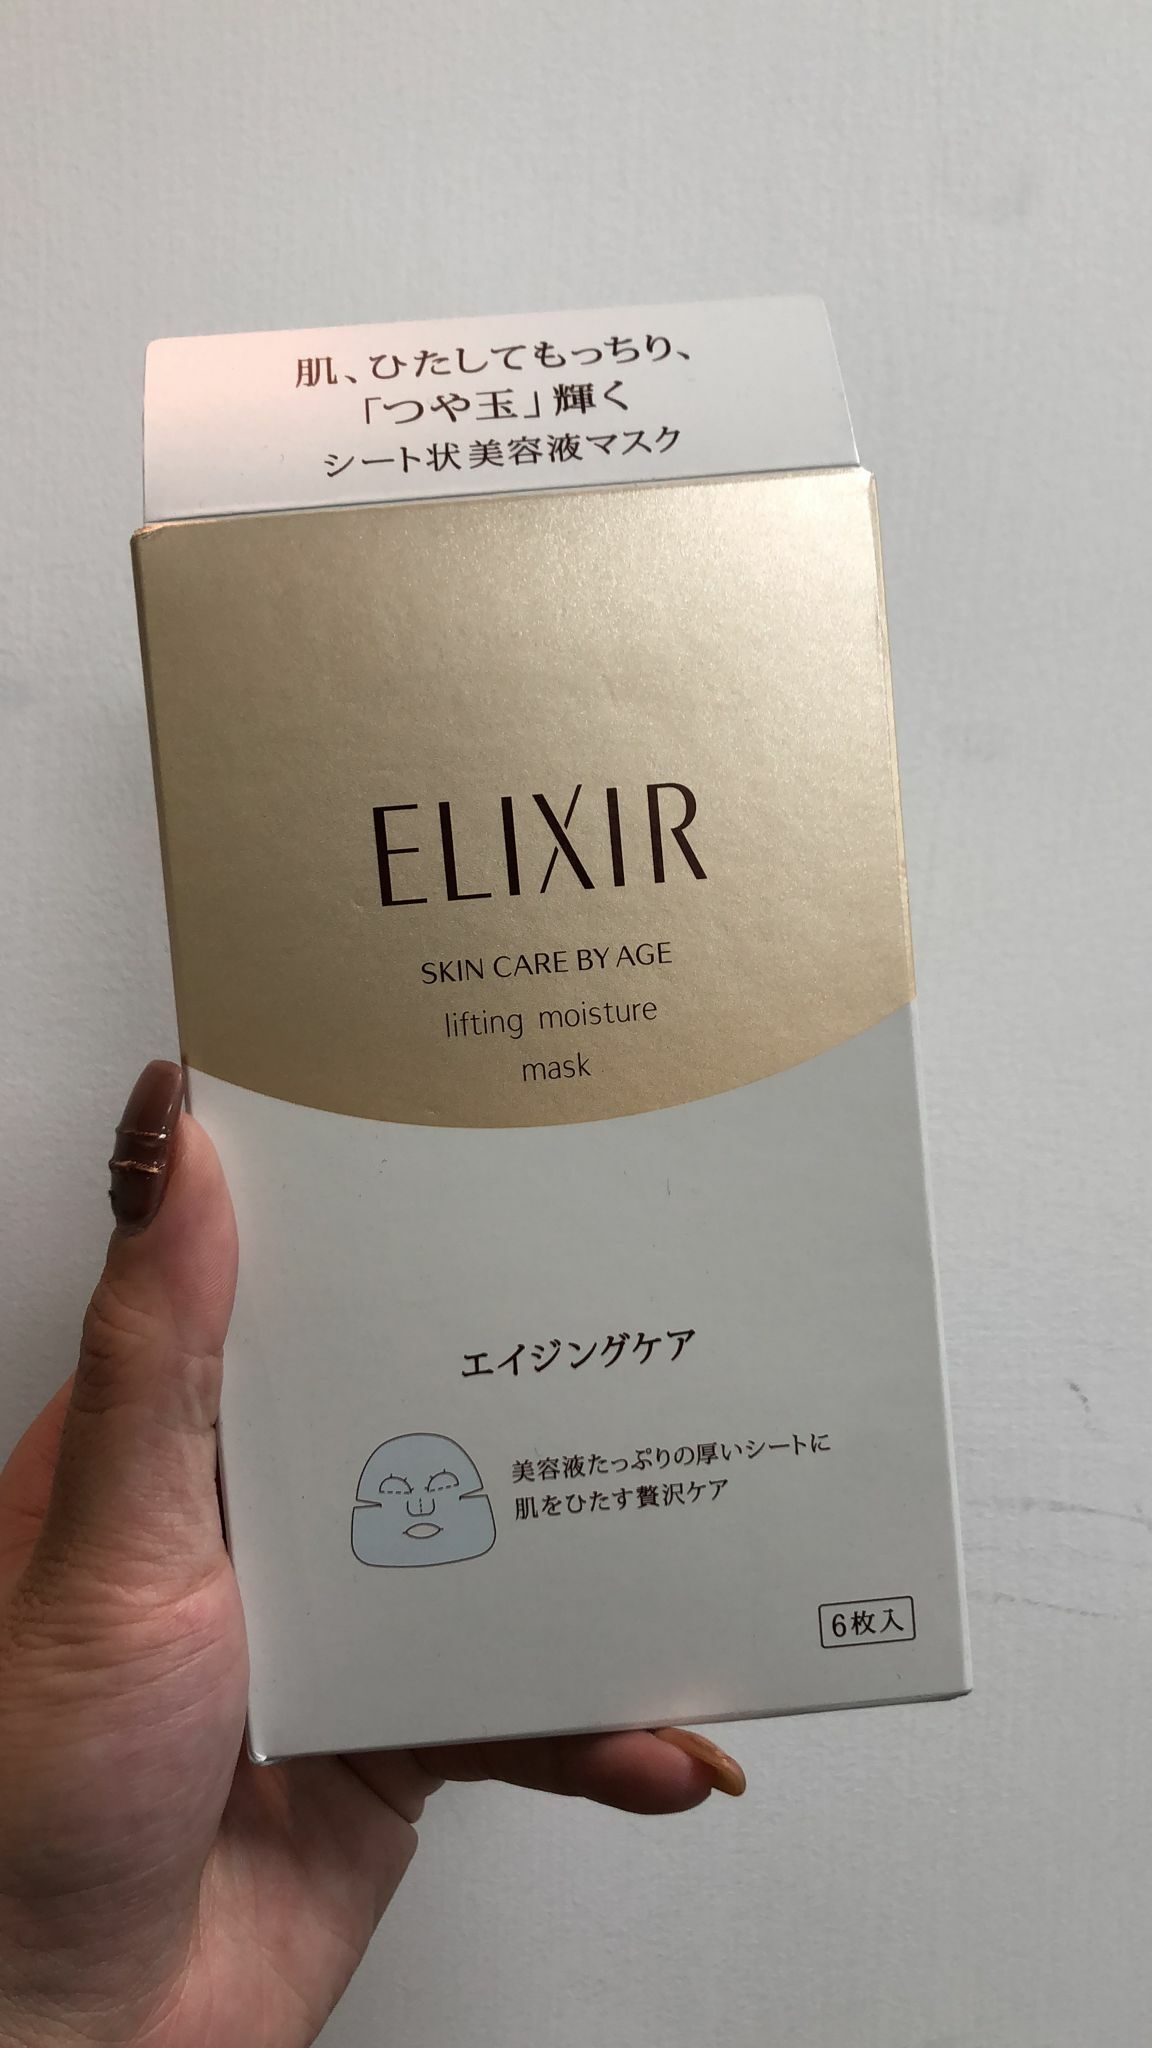 肌、ひたしてもっちり、
「つや玉」輝く
シート状美容液マスク
ELIXIR
SKIN CARE BY AGE
lifting moisture
mask
エイジングケア
美容液たっぷりの厚いシートに
肌をひたす贅沢ケア
6枚入